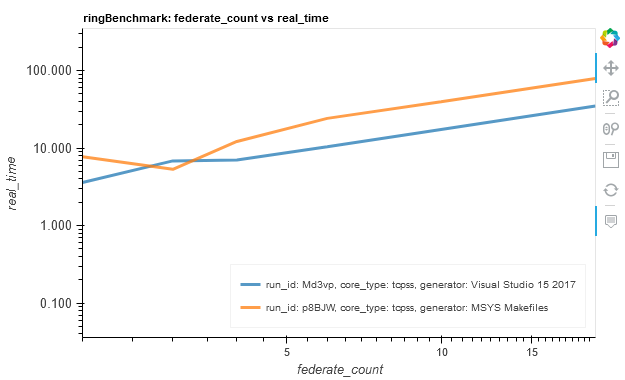 ringBenchmark: federate_count vs real_time
100.000
10.000
1.000
0.100
real_time
run_id: Md3vp, core_type: tcpss, generator: Visual Studio 15 2017
run_id: p8BJW, core_type: tcpss, generator: MSYS Makefiles
5
10
15
federate_count